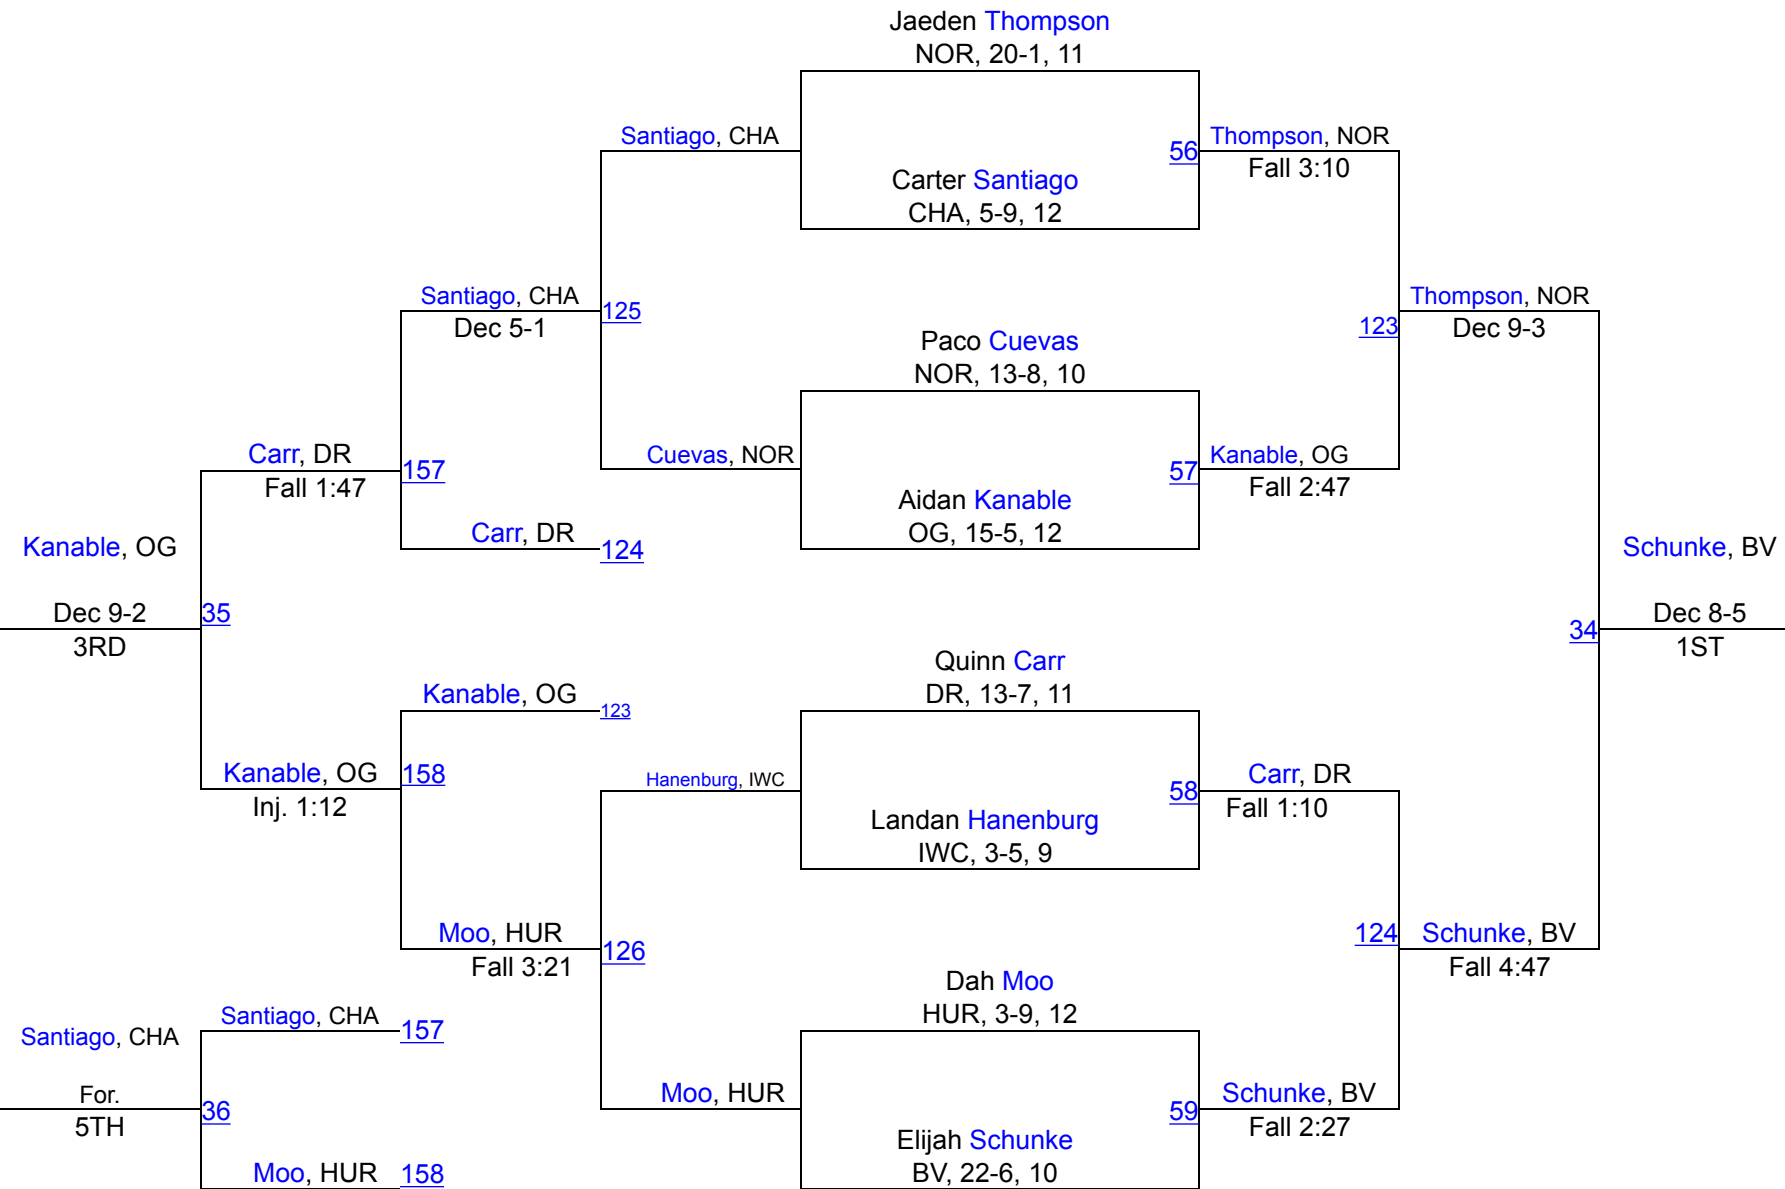 Jaeden Thompson
NOR, 20-1, 11
Santiago, CHA
56
Thompson, NOR
Fall 3:10
Carter Santiago
CHA, 5-9, 12
Santiago, CHA
Dec 5-1
125
Thompson, NOR
Dec 9-3
123
Paco Cuevas
NOR, 13-8, 10
Carr, DR
Fall 1:47
157
Cuevas, NOR
57
Kanable, OG
Fall 2:47
Aidan Kanable
OG, 15-5, 12
Carr, DR
124
Kanable, OG
Dec 9-2
3RD
35
Schunke, BV
Dec 8-5
1ST
34
Quinn Carr
DR, 13-7, 11
Kanable, OG
123
Kanable, OG
Inj. 1:12
158
Hanenburg, IWC
58
Carr, DR
Fall 1:10
Landan Hanenburg
IWC, 3-5, 9
Moo, HUR
Fall 3:21
126
124
Schunke, BV
Fall 4:47
Dah Moo
HUR, 3-9, 12
Santiago, CHA
157
Santiago, CHA
For.
5TH
36
Moo, HUR
59
Schunke, BV
Fall 2:27
Elijah Schunke
BV, 22-6, 10
Moo, HUR
158